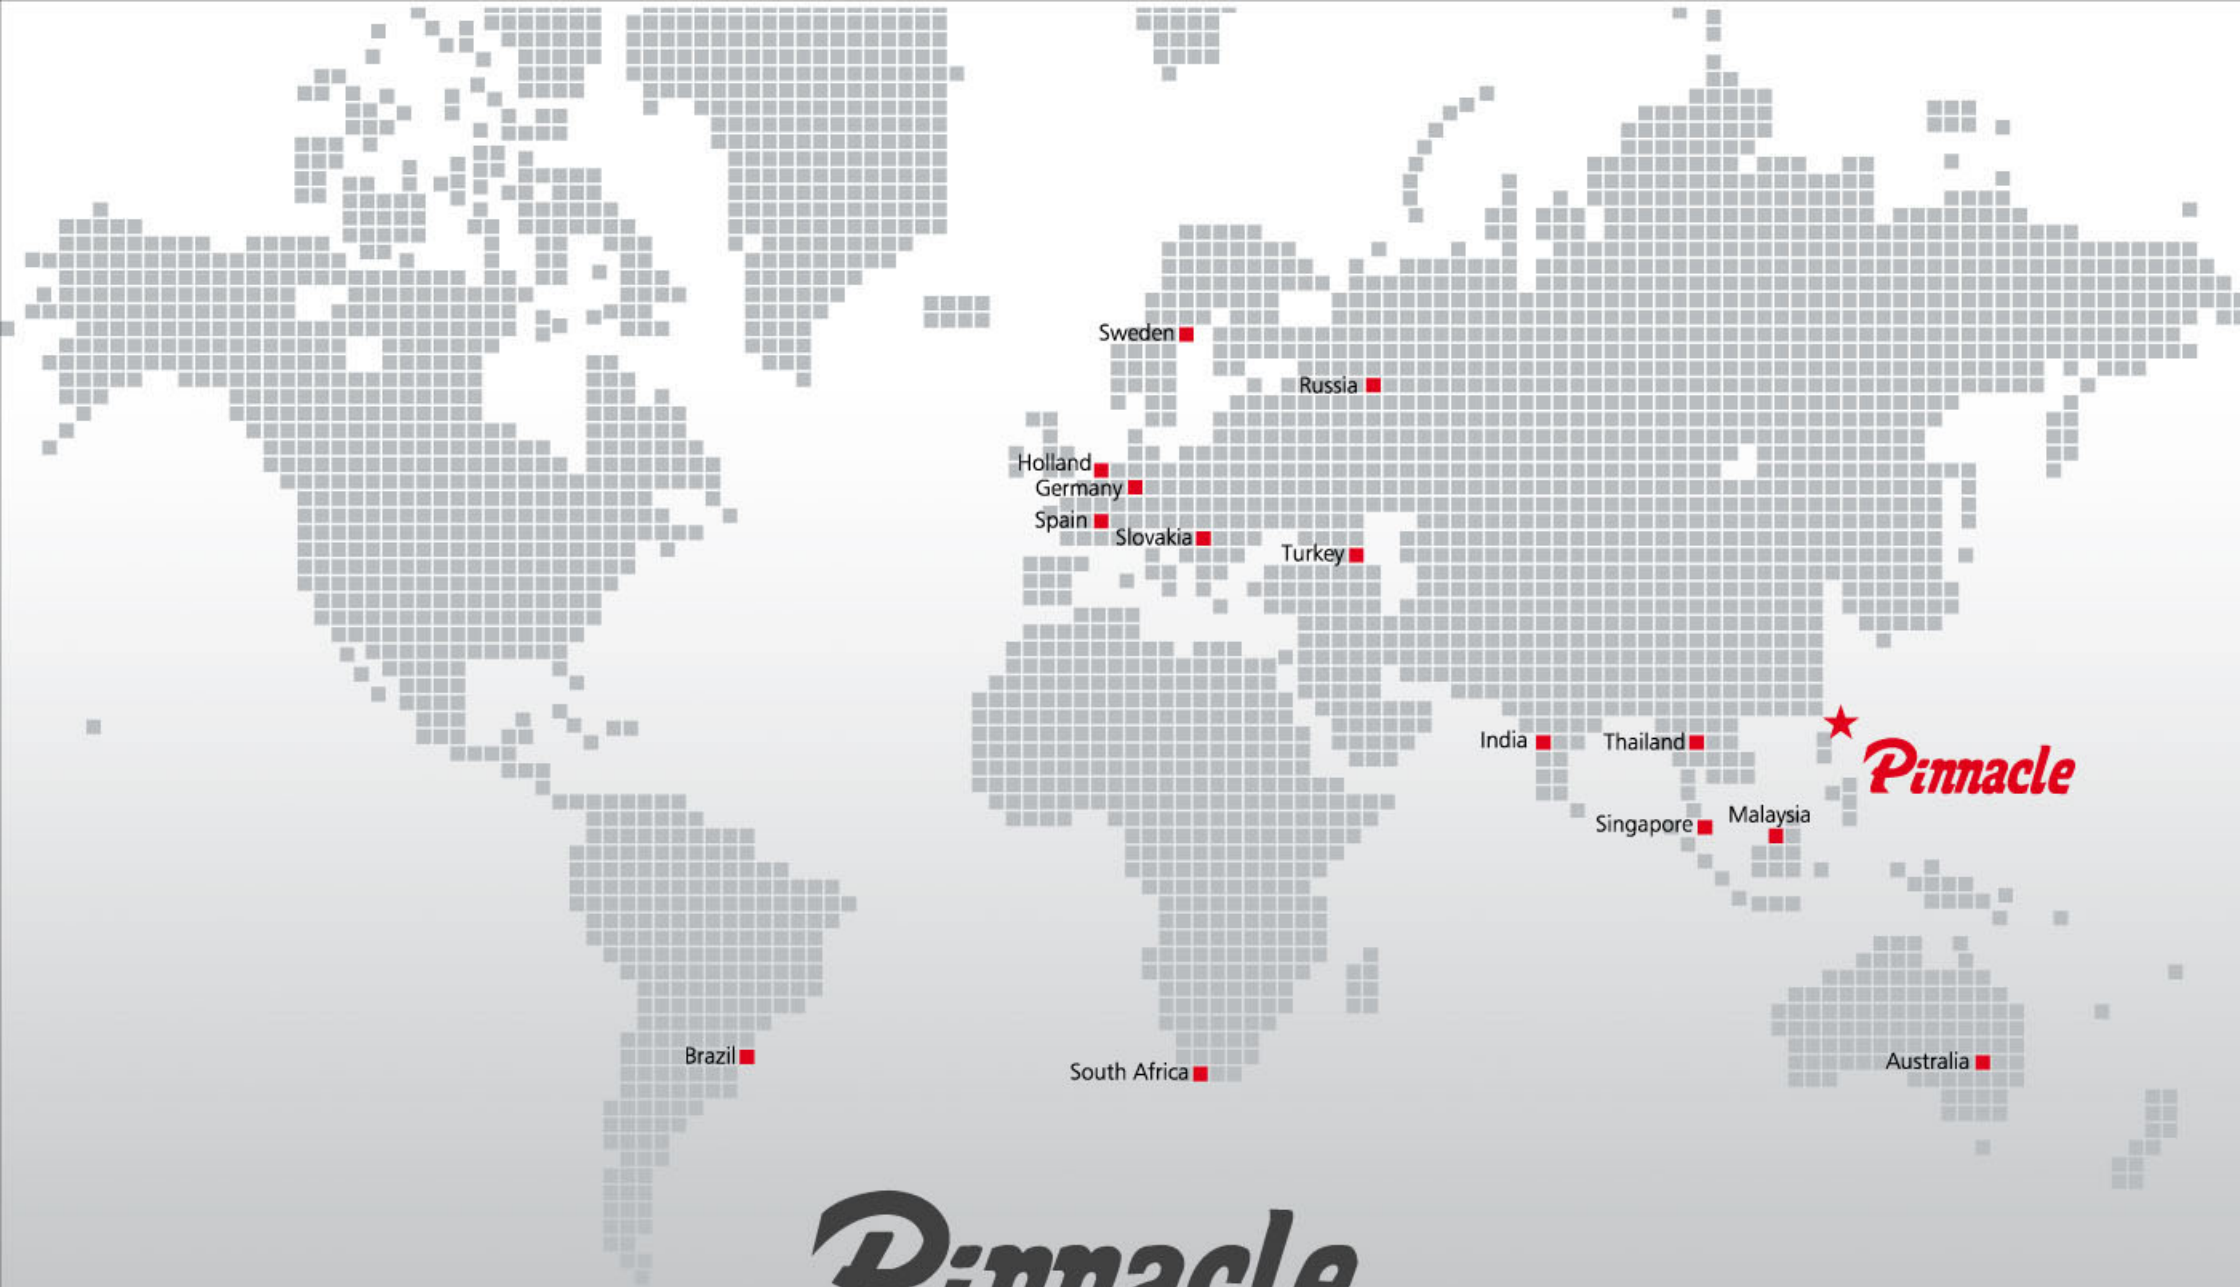 Sweden
Russia
Holland
Germany
Spain
Slovakia
Turkey
India
Thailand
Pinnacle
Malaysia
Singapore
Brazil
South Africa
Australia
Pinnacle